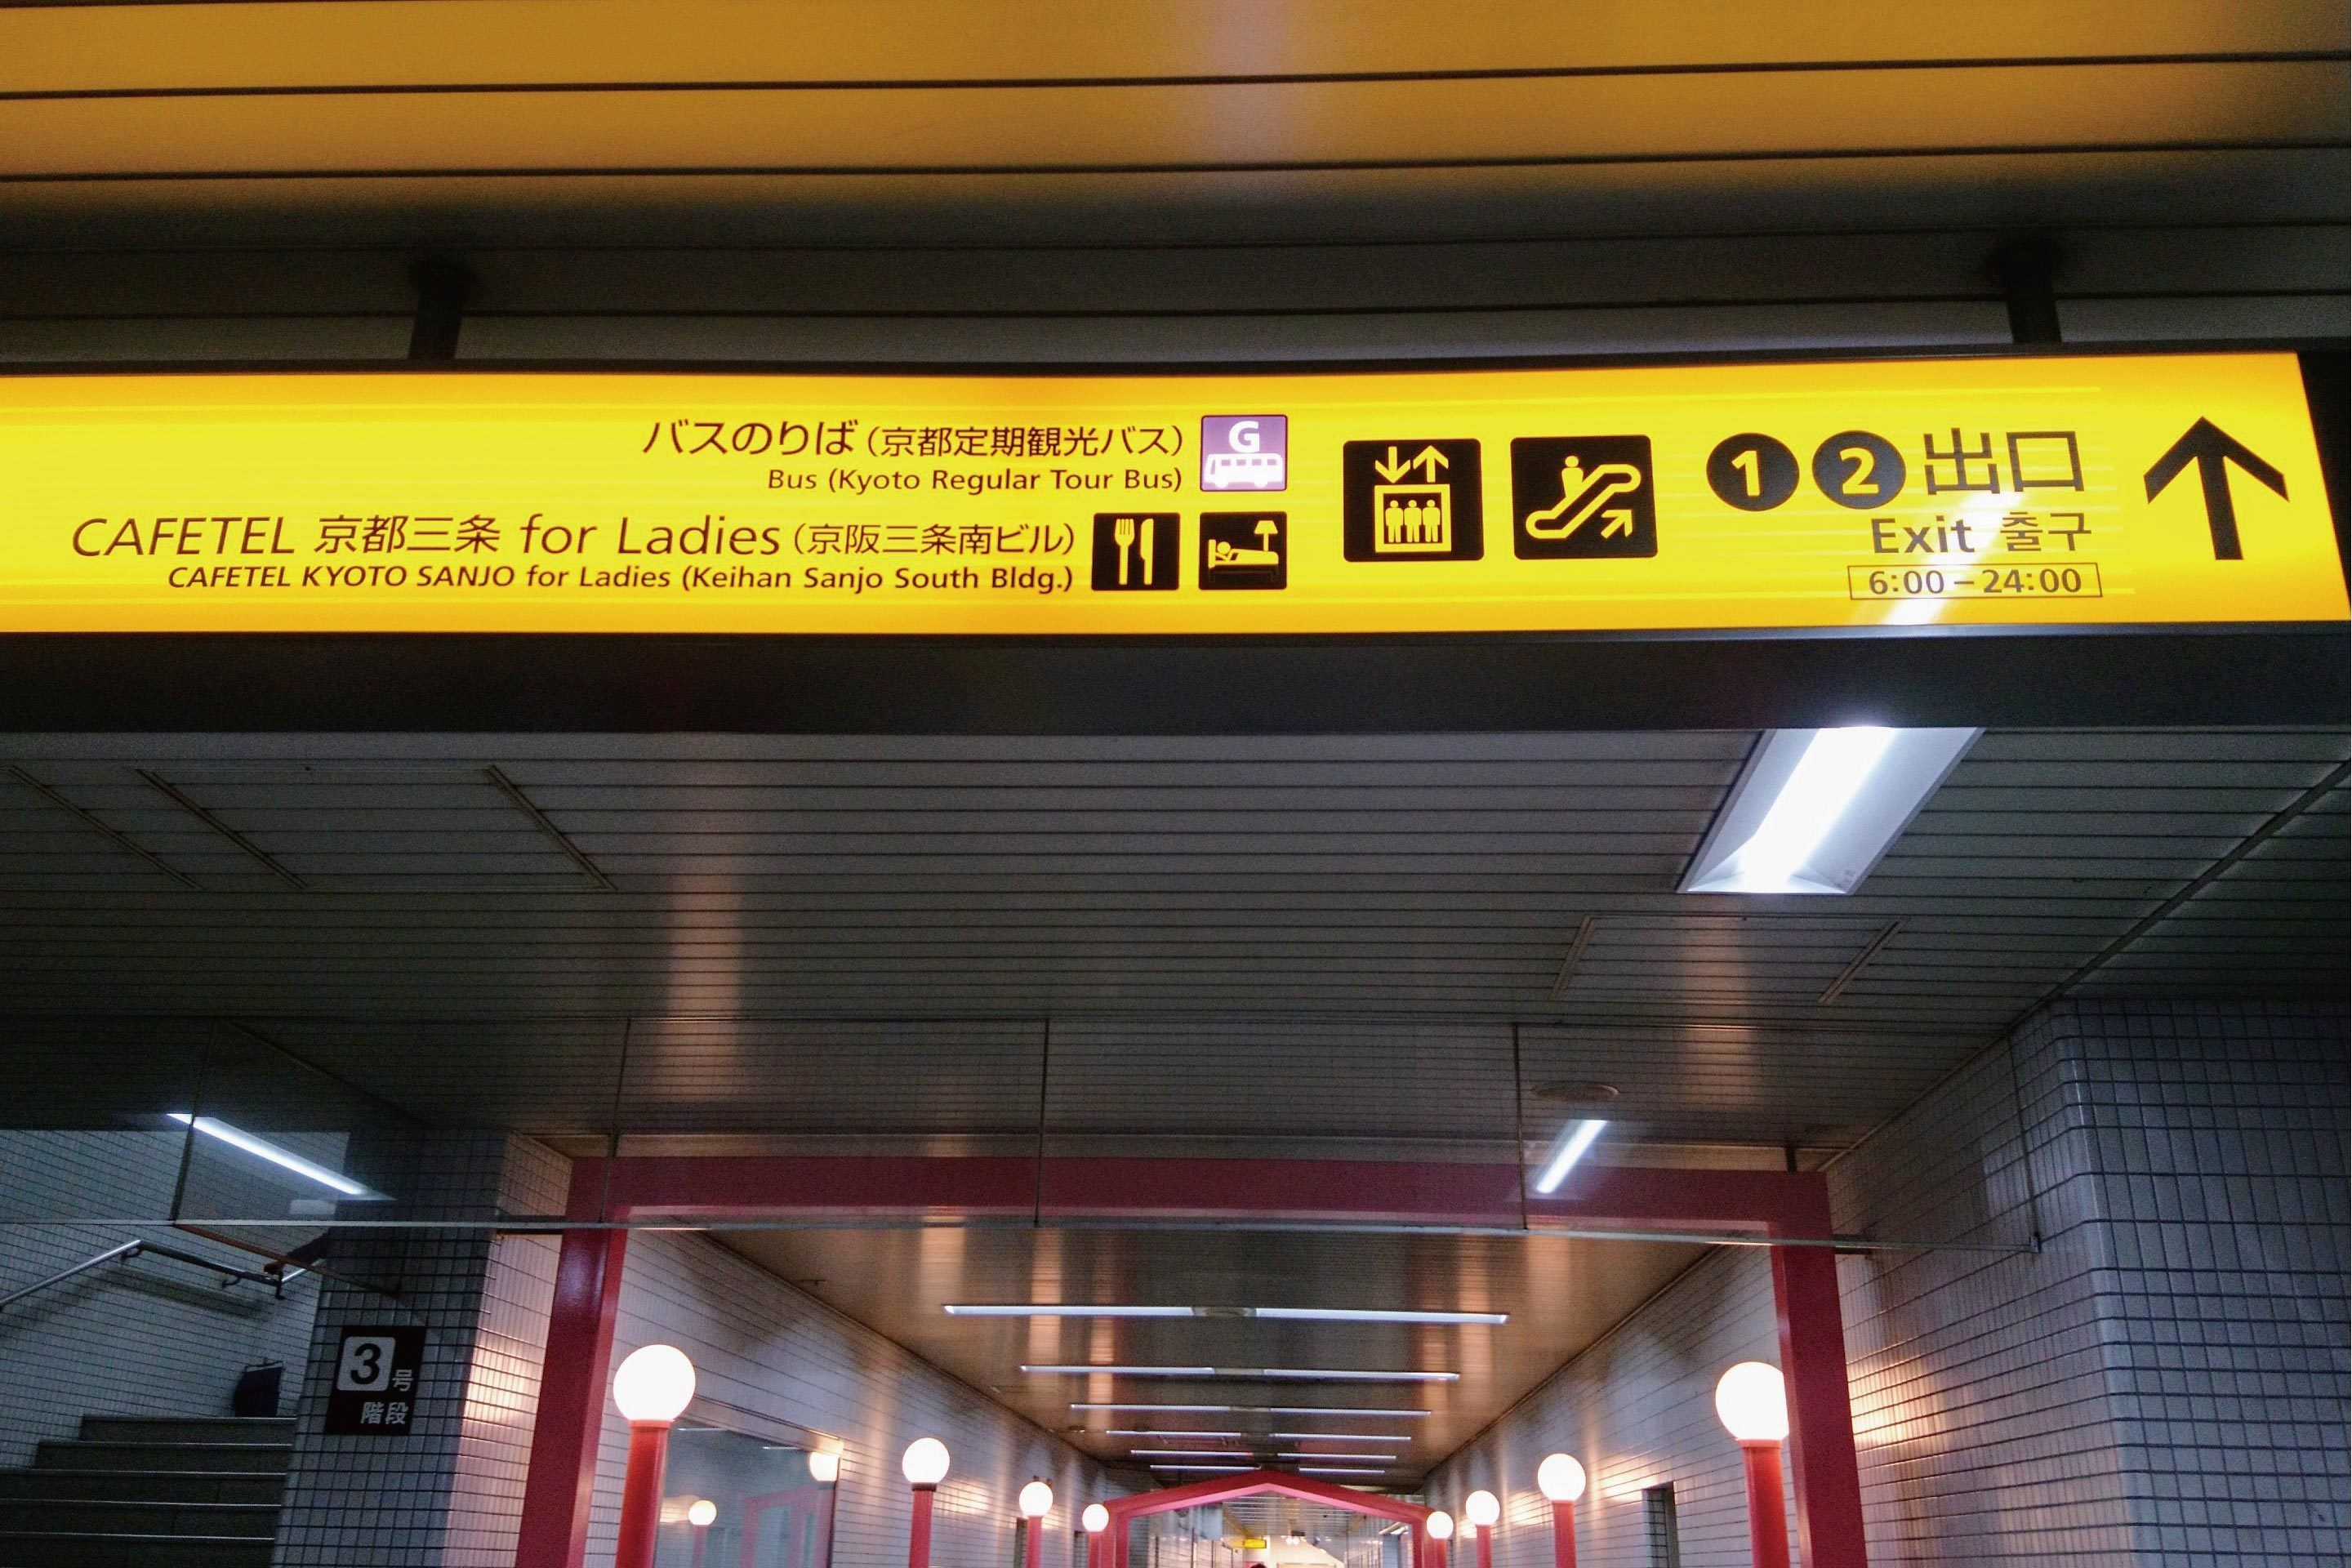 バスのりば(京都定期観光バス) G
Bus (Kyoto Regular Tour Bus)
CAFETEL 京都三条 for Ladies(京阪三条南ビル)
CAFETEL KYOTO SANJO for Ladies (Keihan Sanjo South Bldg.)
1 2 出口
Exit 출구
6:00－24:00
3号
階段